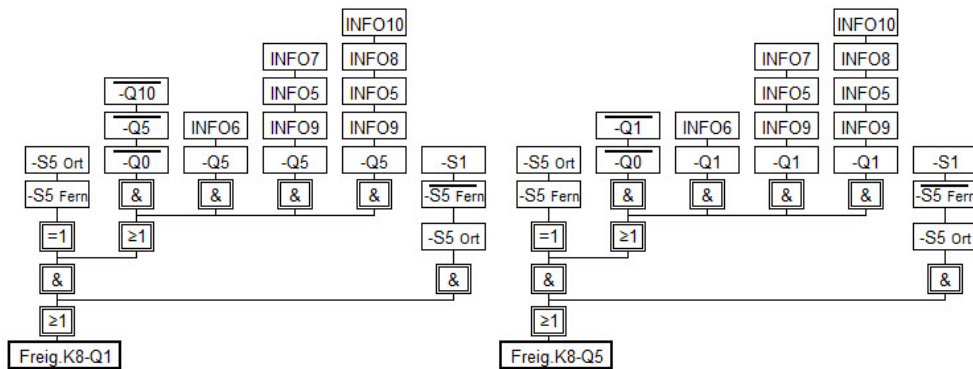 INFO10
INFO7 INFO8
-Q10 INFO5 INFO5
-Q5 INFO6 INFO9 INFO9
-S5 Ort -Q0 -Q5 -Q5 -Q5 -S1
-S5 Fern & & & & -S5 Fern
=1 ≥1 -S5 Ort
& &
≥1
Freig.K8-Q1
INFO10
INFO7 INFO8
INFO5 INFO5
-Q1 INFO6 INFO9 INFO9
-S5 Ort -Q0 -Q1 -Q1 -Q1 -S1
-S5 Fern & & & & -S5 Fern
=1 ≥1 -S5 Ort
& &
≥1
Freig.K8-Q5